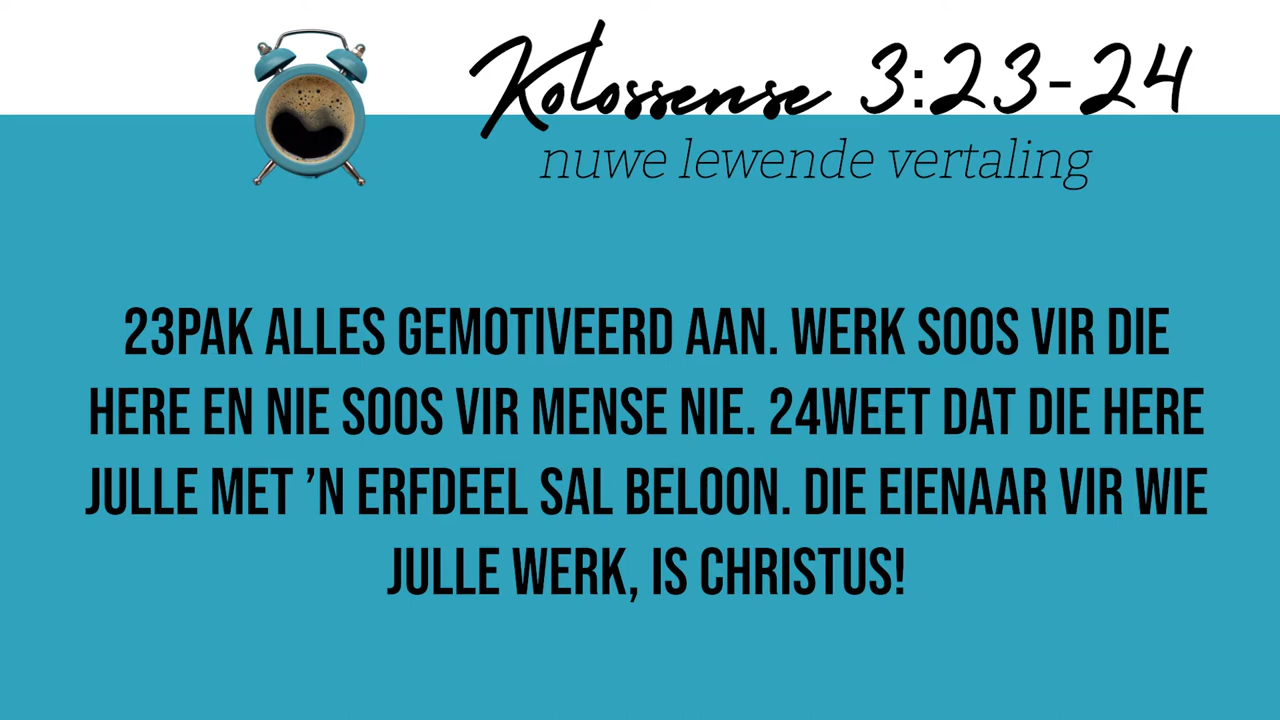 Kolossense 3:23-24
nuwe lewende vertaling
23PAK ALLES GEMOTIVEERD AAN. WERK SOOS VIR DIE
HERE EN NIE SOOS VIR MENSE NIE. 24WEET DAT DIE HERE
JULLE MET ’N ERFDEEL SAL BELOON. DIE EIENAAR VIR WIE
JULLE WERK, IS CHRISTUS!